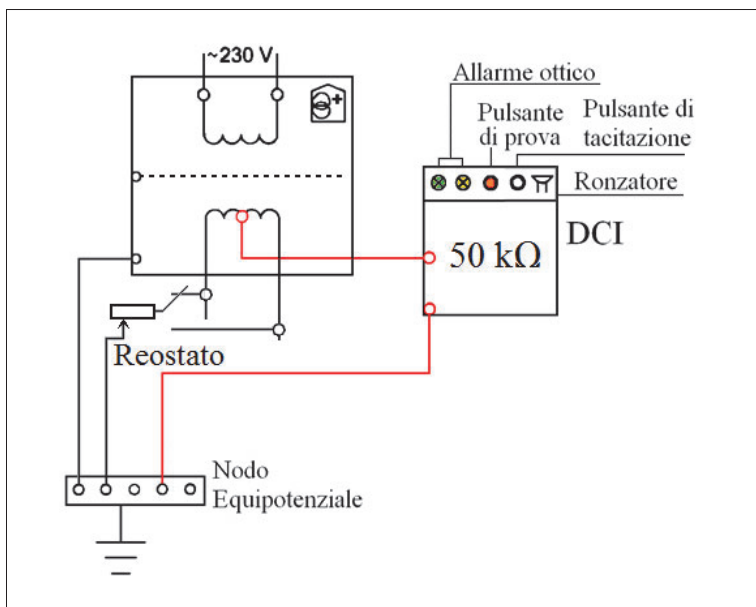 ~230 V
Allarme ottico
Pulsante
di prova
Pulsante di
tacitazione
Ronzatore
DCI
50 kΩ
Reostato
Nodo
Equipotenziale